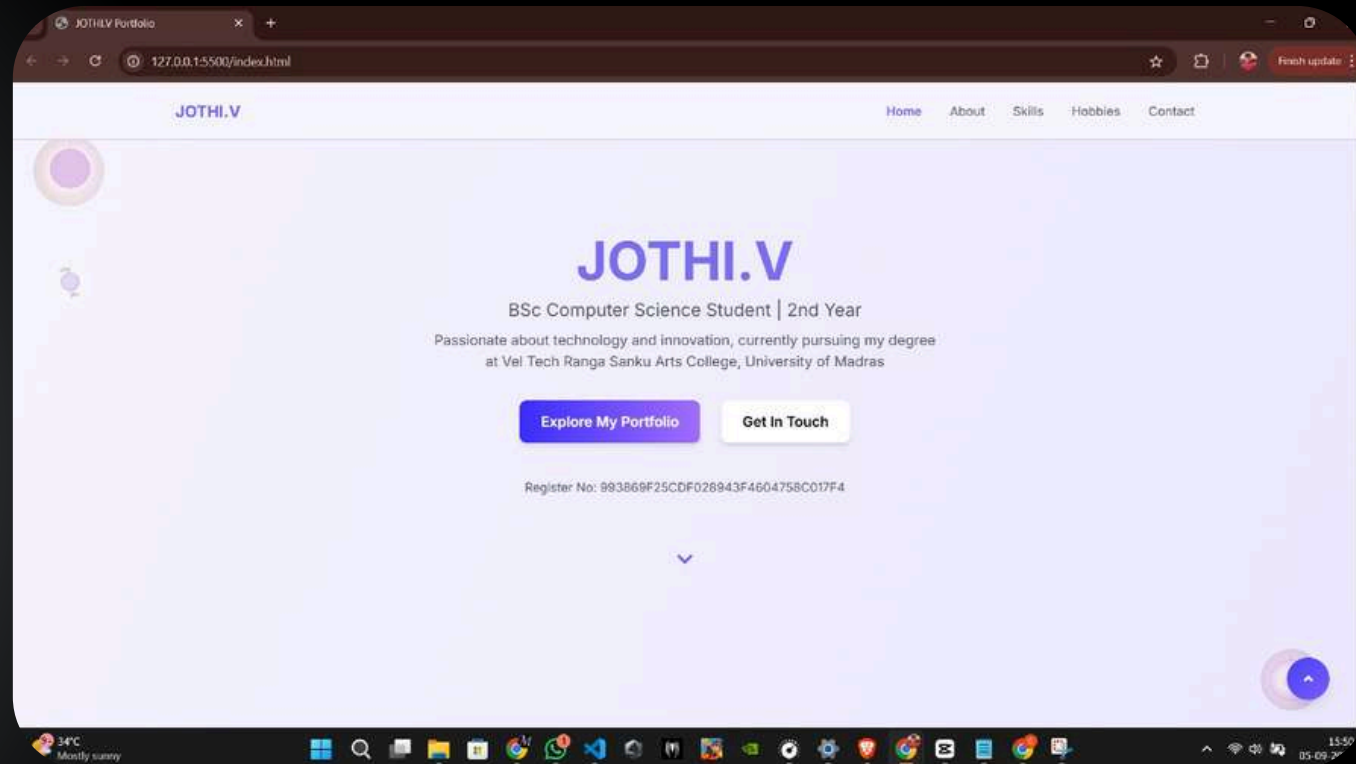 JOTHI.V Portfolio
127.0.0.1:5500/index.html
Finish update
JOTHI.V
Home About Skills Hobbies Contact
JOTHI.V
BSc Computer Science Student | 2nd Year
Passionate about technology and innovation, currently pursuing my degree
at Vel Tech Ranga Sanku Arts College, University of Madras
Explore My Portfolio Get In Touch
Register No: 993869F25CDF028943F4604758C017F4
34°C
Mostly sunny
15:50
05-09-